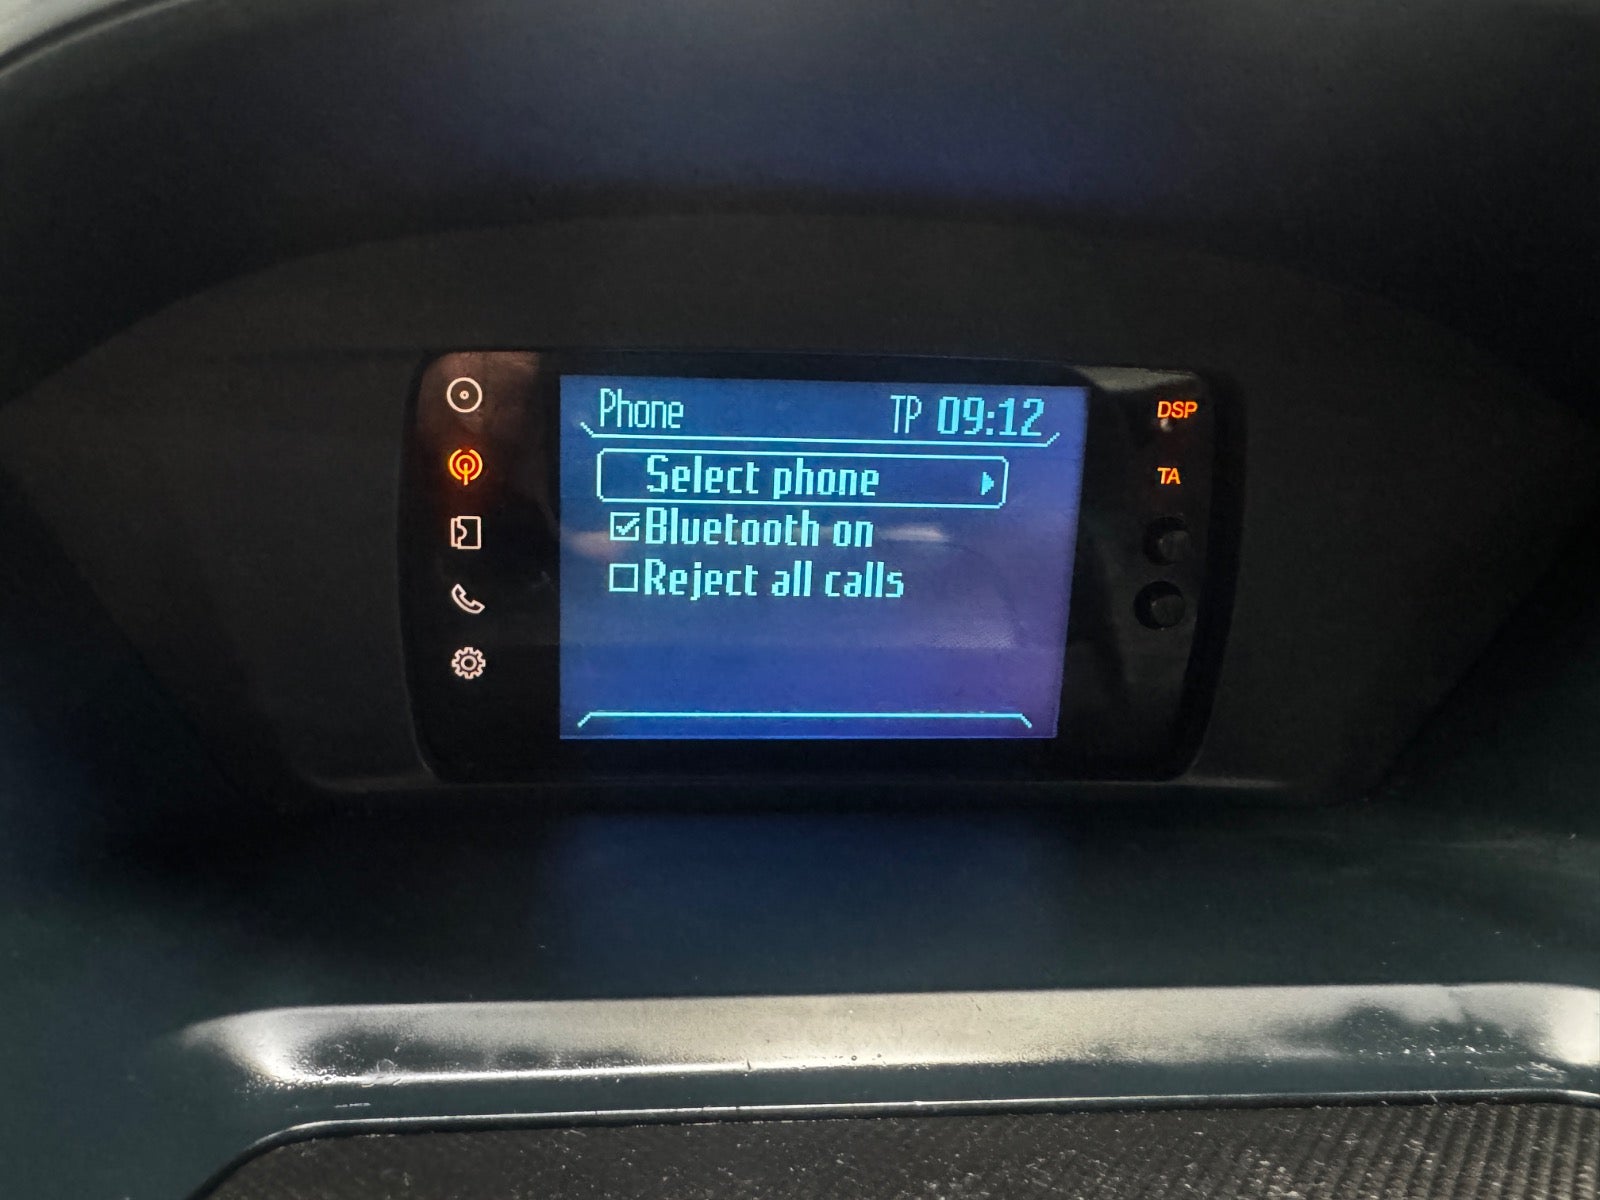 Phone TP 09:12
Select phone
Bluetooth on
Reject all calls
DSP
TA